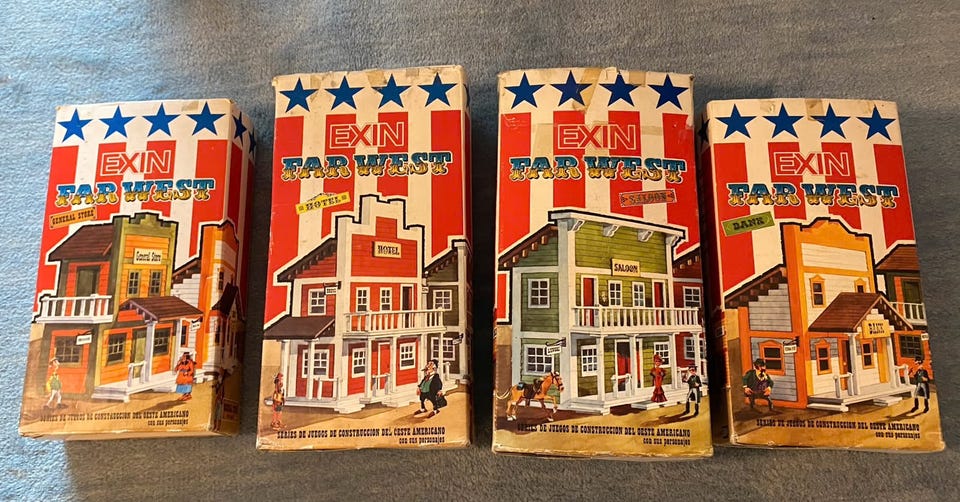 EXIN
FAR WEST
GENERAL STORE
General Store
SERIES DE JUEGOS DE CONSTRUCCION DEL OESTE AMERICANO
con sus personajes
EXIN
FAR WEST
HOTEL
HOTEL
SERIES DE JUEGOS DE CONSTRUCCION DEL OESTE AMERICANO
con sus personajes
EXIN
FAR WEST
SALOON
SALOON
SERIES DE JUEGOS DE CONSTRUCCION DEL OESTE AMERICANO
con sus personajes
EXIN
FAR WEST
BANK
BANK
SERIES DE JUEGOS DE CONSTRUCCION DEL OESTE AMERICANO
con sus personajes